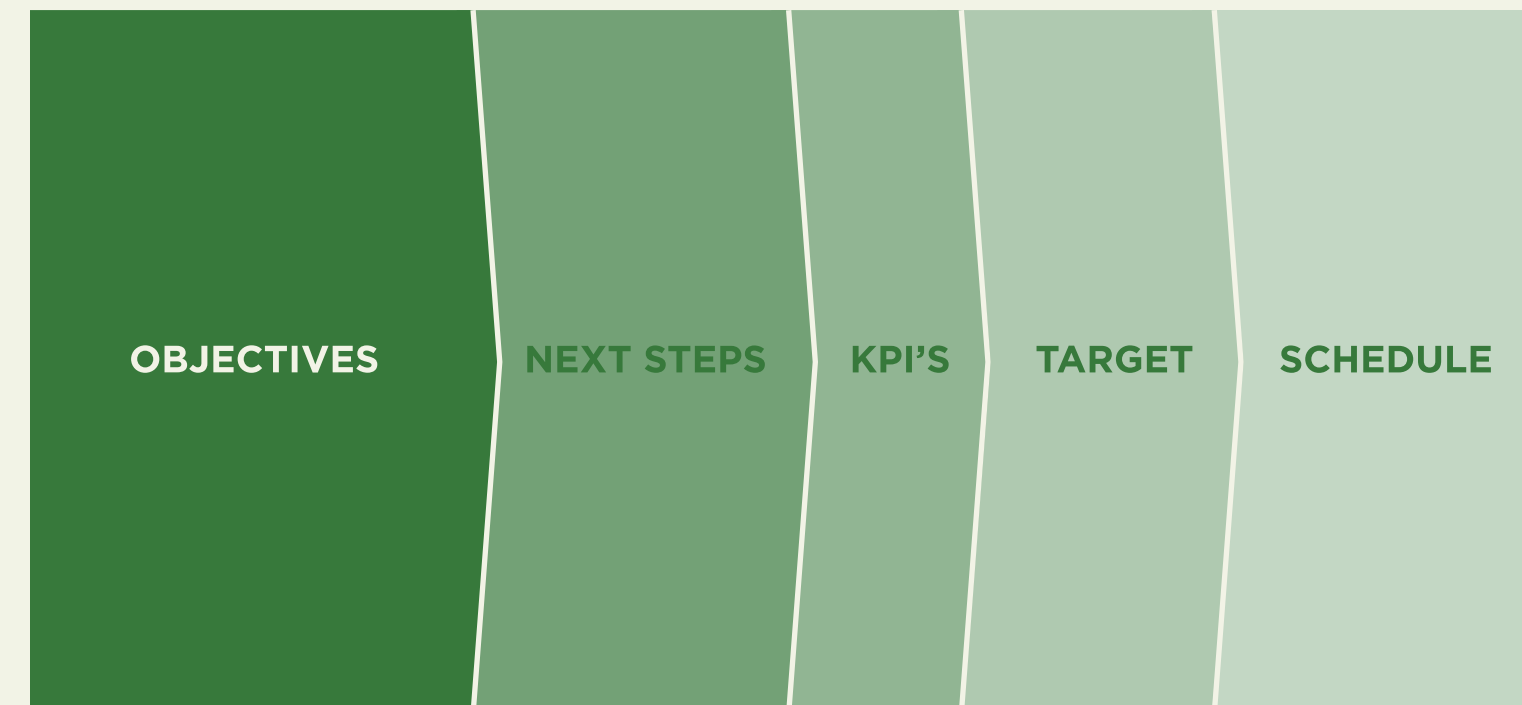 OBJECTIVES
NEXT STEPS
KPI’S
TARGET
SCHEDULE